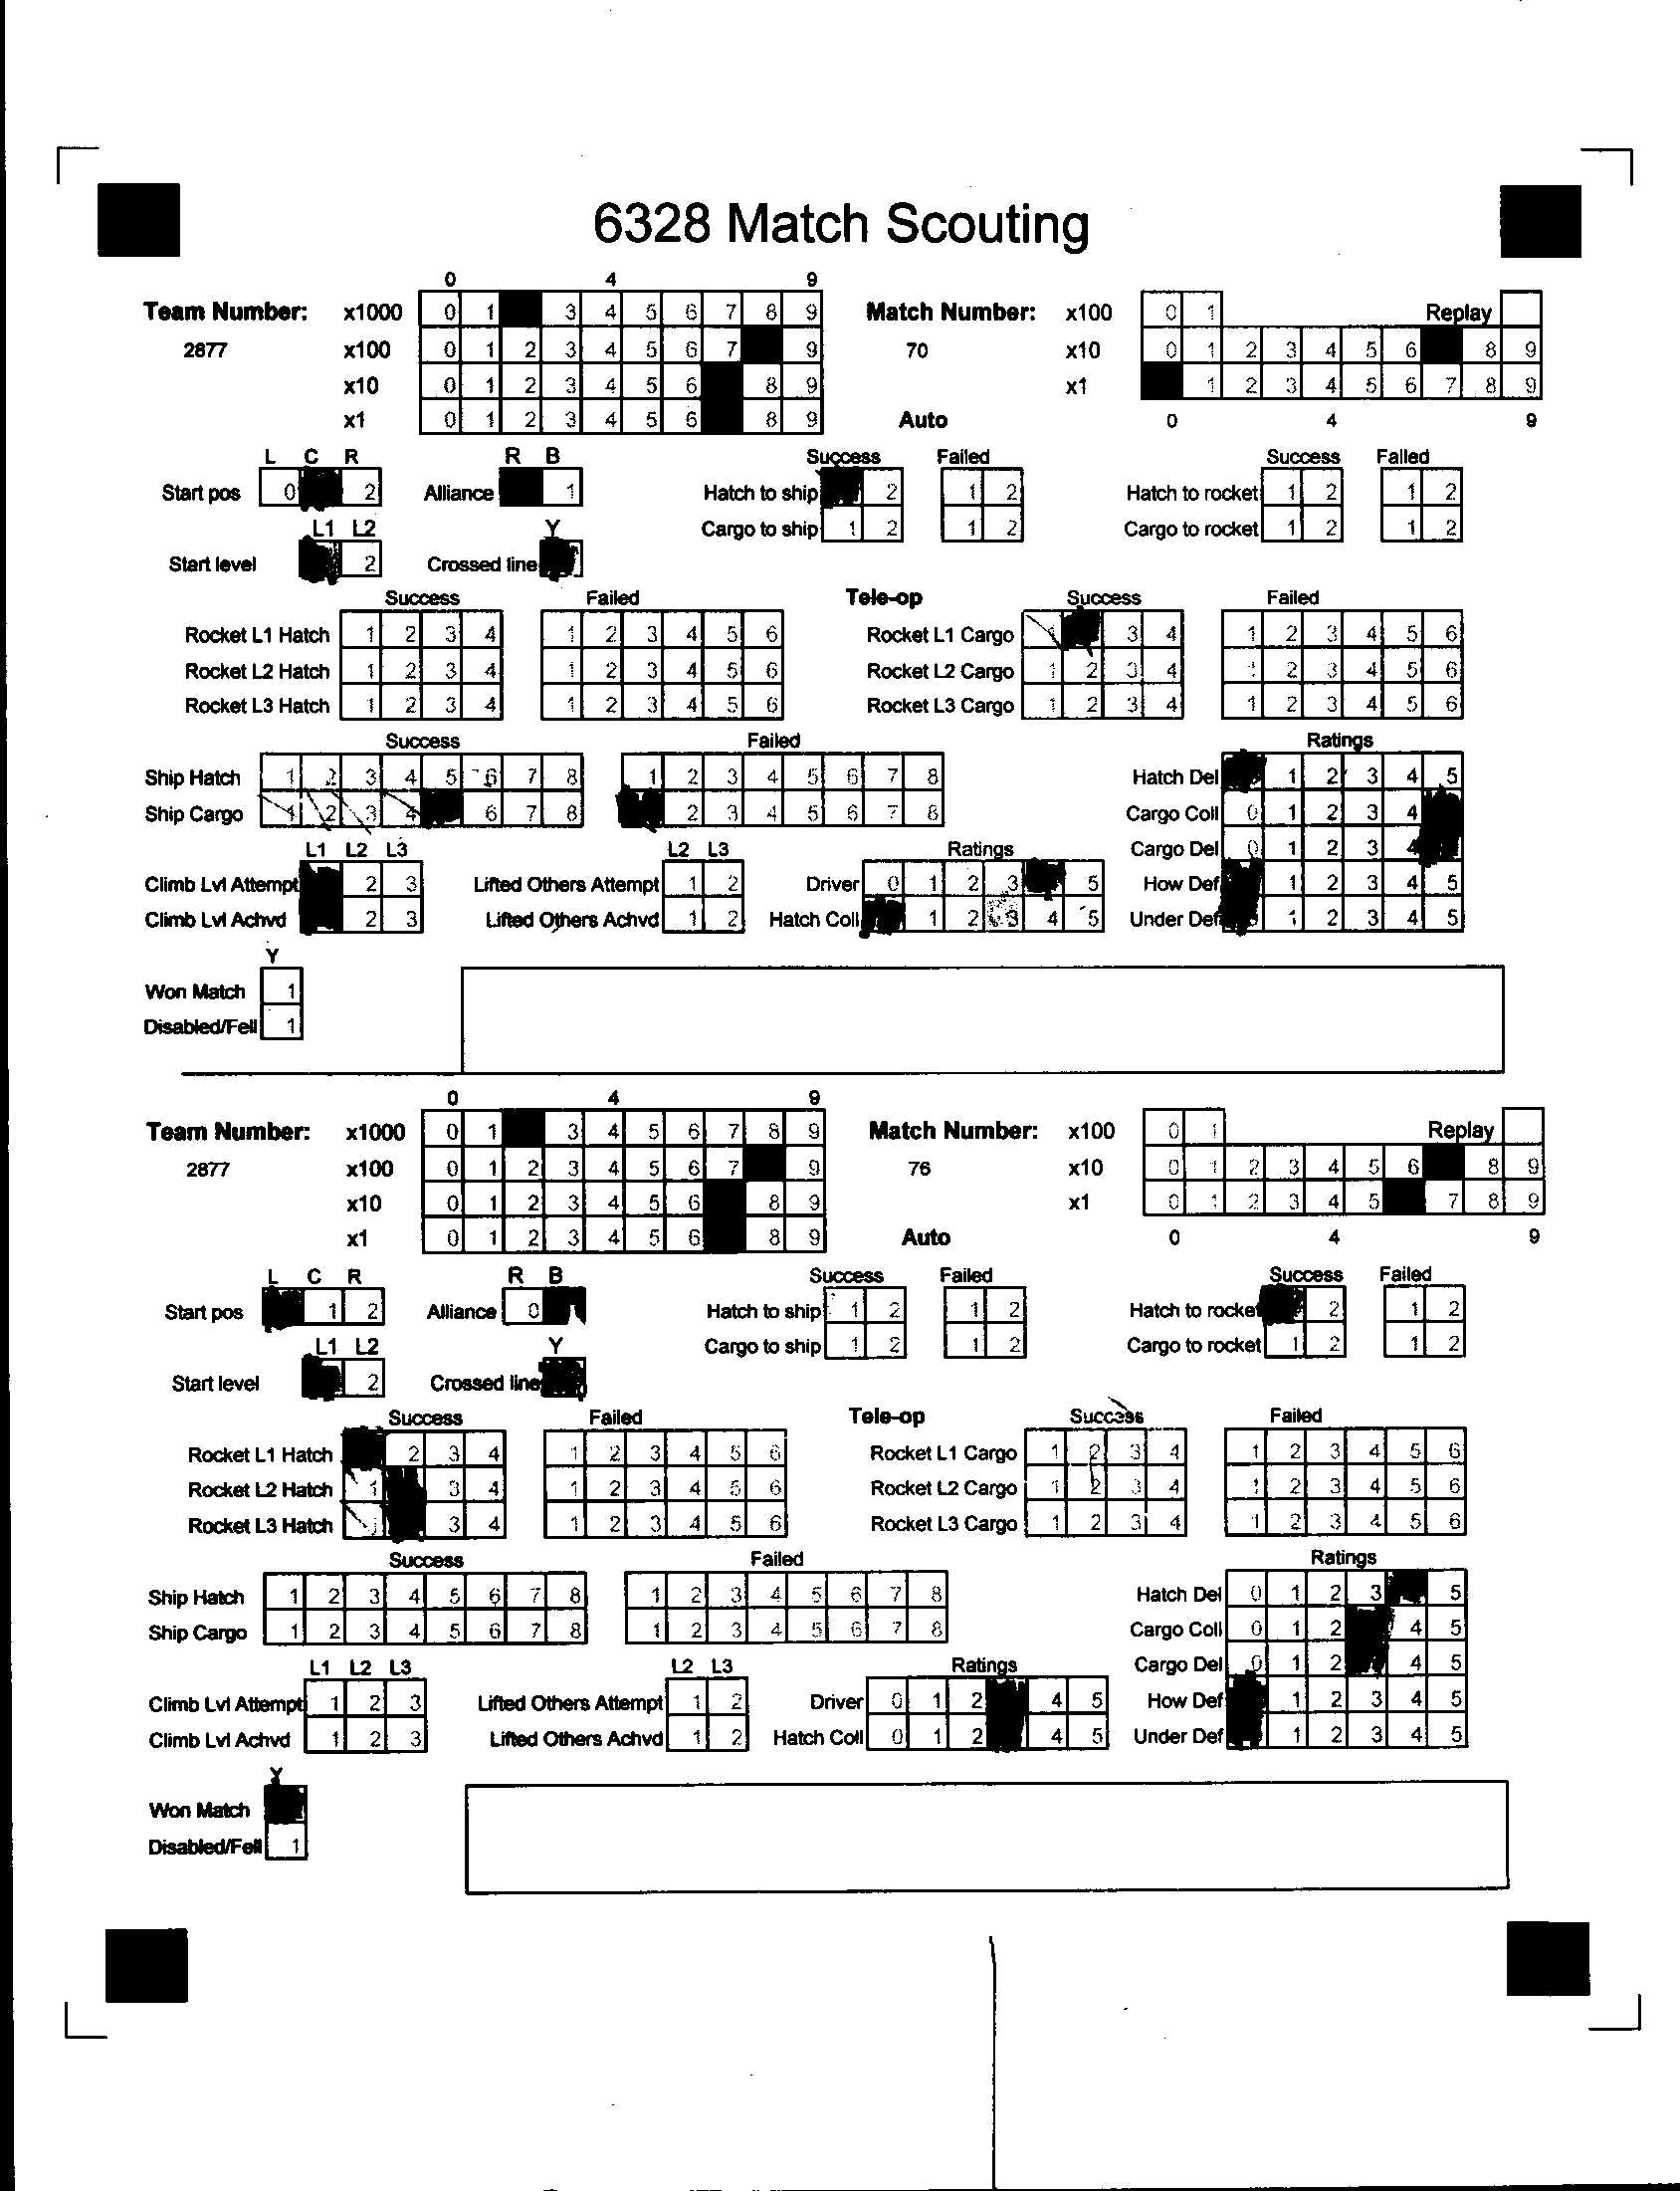 6328 Match Scouting
0 4 9
Team Number: x1000 0 1 3 4 5 6 7 8 9 Match Number: x100 0 1 Replay
2877 x100 0 1 2 3 4 5 6 7 9 70 x10 0 1 2 3 4 5 6 8 9
x10 0 1 2 3 4 5 6 8 9 x1 1 2 3 4 5 6 7 8 9
x1 0 1 2 3 4 5 6 8 9 Auto 0 4 9
L C R R B Success Failed Success Failed
Start pos 0 2 Alliance 1 Hatch to ship 2 1 2 Hatch to rocket 1 2 1 2
L1 L2 Y Cargo to ship 1 2 1 2 Cargo to rocket 1 2 1 2
Start level 2 Crossed line
Success Failed Tele-op Success Failed
Rocket L1 Hatch 1 2 3 4 1 2 3 4 5 6 Rocket L1 Cargo 1 3 4 1 2 3 4 5 6
Rocket L2 Hatch 1 2 3 4 1 2 3 4 5 6 Rocket L2 Cargo 1 2 3 4 1 2 3 4 5 6
Rocket L3 Hatch 1 2 3 4 1 2 3 4 5 6 Rocket L3 Cargo 1 2 3 4 1 2 3 4 5 6
Success Failed Ratings
Ship Hatch 1 2 3 4 5 6 7 8 1 2 3 4 5 6 7 8 Hatch Del 1 2 3 4 5
Ship Cargo 1 2 3 4 6 7 8 2 3 4 5 6 7 8 Cargo Coll 0 1 2 3 4
L1 L2 L3 L2 L3 Ratings Cargo Del 0 1 2 3 4
Climb Lvl Attempt 2 3 Lifted Others Attempt 1 2 Driver 0 1 2 3 5 How Def 1 2 3 4 5
Climb Lvl Achvd 2 3 Lifted Others Achvd 1 2 Hatch Coll 1 2 3 4 5 Under Def 1 2 3 4 5
Y
Won Match 1
Disabled/Fell 1
0 4 9
Team Number: x1000 0 1 3 4 5 6 7 8 9 Match Number: x100 0 1 Replay
2877 x100 0 1 2 3 4 5 6 7 9 76 x10 0 1 2 3 4 5 6 8 9
x10 0 1 2 3 4 5 6 8 9 x1 0 1 2 3 4 5 7 8 9
x1 0 1 2 3 4 5 6 8 9 Auto 0 4 9
L C R R B Success Failed Success Failed
Start pos 1 2 Alliance 0 Hatch to ship 1 2 1 2 Hatch to rocket 2 1 2
L1 L2 Y Cargo to ship 1 2 1 2 Cargo to rocket 1 2 1 2
Start level 2 Crossed line
Success Failed Tele-op Success Failed
Rocket L1 Hatch 2 3 4 1 2 3 4 5 6 Rocket L1 Cargo 1 2 3 4 1 2 3 4 5 6
Rocket L2 Hatch 1 3 4 1 2 3 4 5 6 Rocket L2 Cargo 1 2 3 4 1 2 3 4 5 6
Rocket L3 Hatch 1 3 4 1 2 3 4 5 6 Rocket L3 Cargo 1 2 3 4 1 2 3 4 5 6
Success Failed Ratings
Ship Hatch 1 2 3 4 5 6 7 8 1 2 3 4 5 6 7 8 Hatch Del 0 1 2 3 5
Ship Cargo 1 2 3 4 5 6 7 8 1 2 3 4 5 6 7 8 Cargo Coll 0 1 2 4 5
L1 L2 L3 L2 L3 Ratings Cargo Del 0 1 2 4 5
Climb Lvl Attempt 1 2 3 Lifted Others Attempt 1 2 Driver 0 1 2 4 5 How Def 1 2 3 4 5
Climb Lvl Achvd 1 2 3 Lifted Others Achvd 1 2 Hatch Coll 0 1 2 4 5 Under Def 1 2 3 4 5
Y
Won Match
Disabled/Fell 1